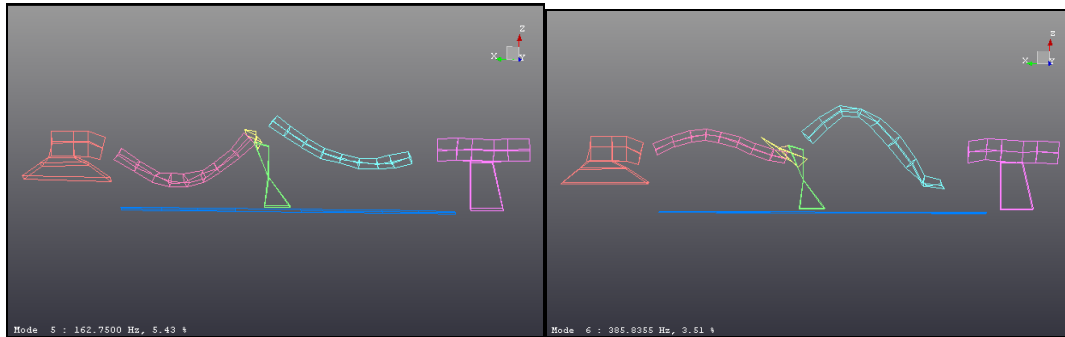 Z
X
Y
Mode 5 : 162.7500 Hz, 5.43 %
Z
X
Y
Mode 6 : 385.8355 Hz, 3.51 %